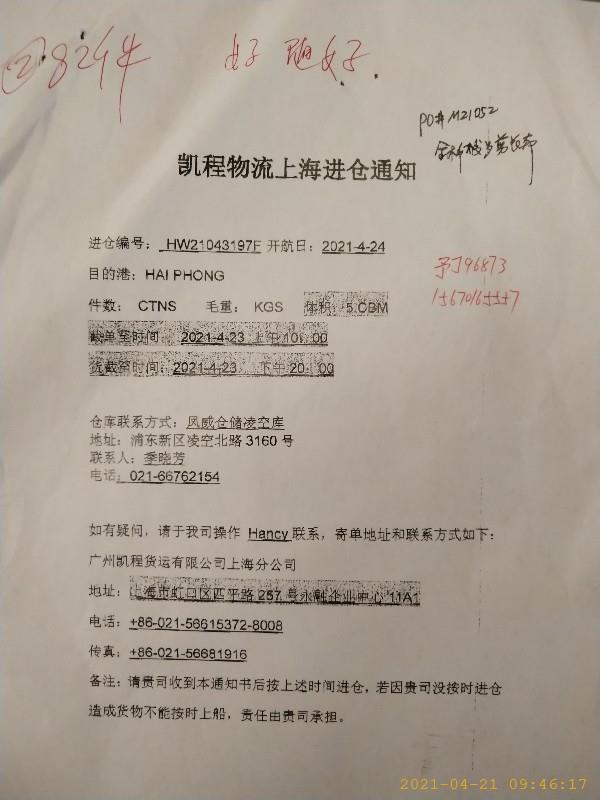 ② 829件
PO# M21052
凯程物流上海进仓通知
进仓编号： HW21043197F 开航日：2021-4-24
目的港：HAI PHONG
件数： CTNS 毛重： KGS 体积 5.CBM
截单至时间 2021-4-23 上午10：00
货截至时间：2021-4-23 下午20：00
仓库联系方式：凤威仓储凌空库
地址：浦东新区凌空北路 3160 号
联系人：季晓芳
电话：021-66762154
如有疑问，请于我司操作 Hancy 联系，寄单地址和联系方式如下：
广州凯程货运有限公司上海分公司
地址：上海市虹口区四平路 257 号永融企业中心 11A1
电话：+86-021-56615372-8008
传真：+86-021-56681916
备注：请贵司收到本通知书后按上述时间进仓，若因贵司没按时进仓
造成货物不能按时上船，责任由贵司承担。
2021-04-21 09:46:17